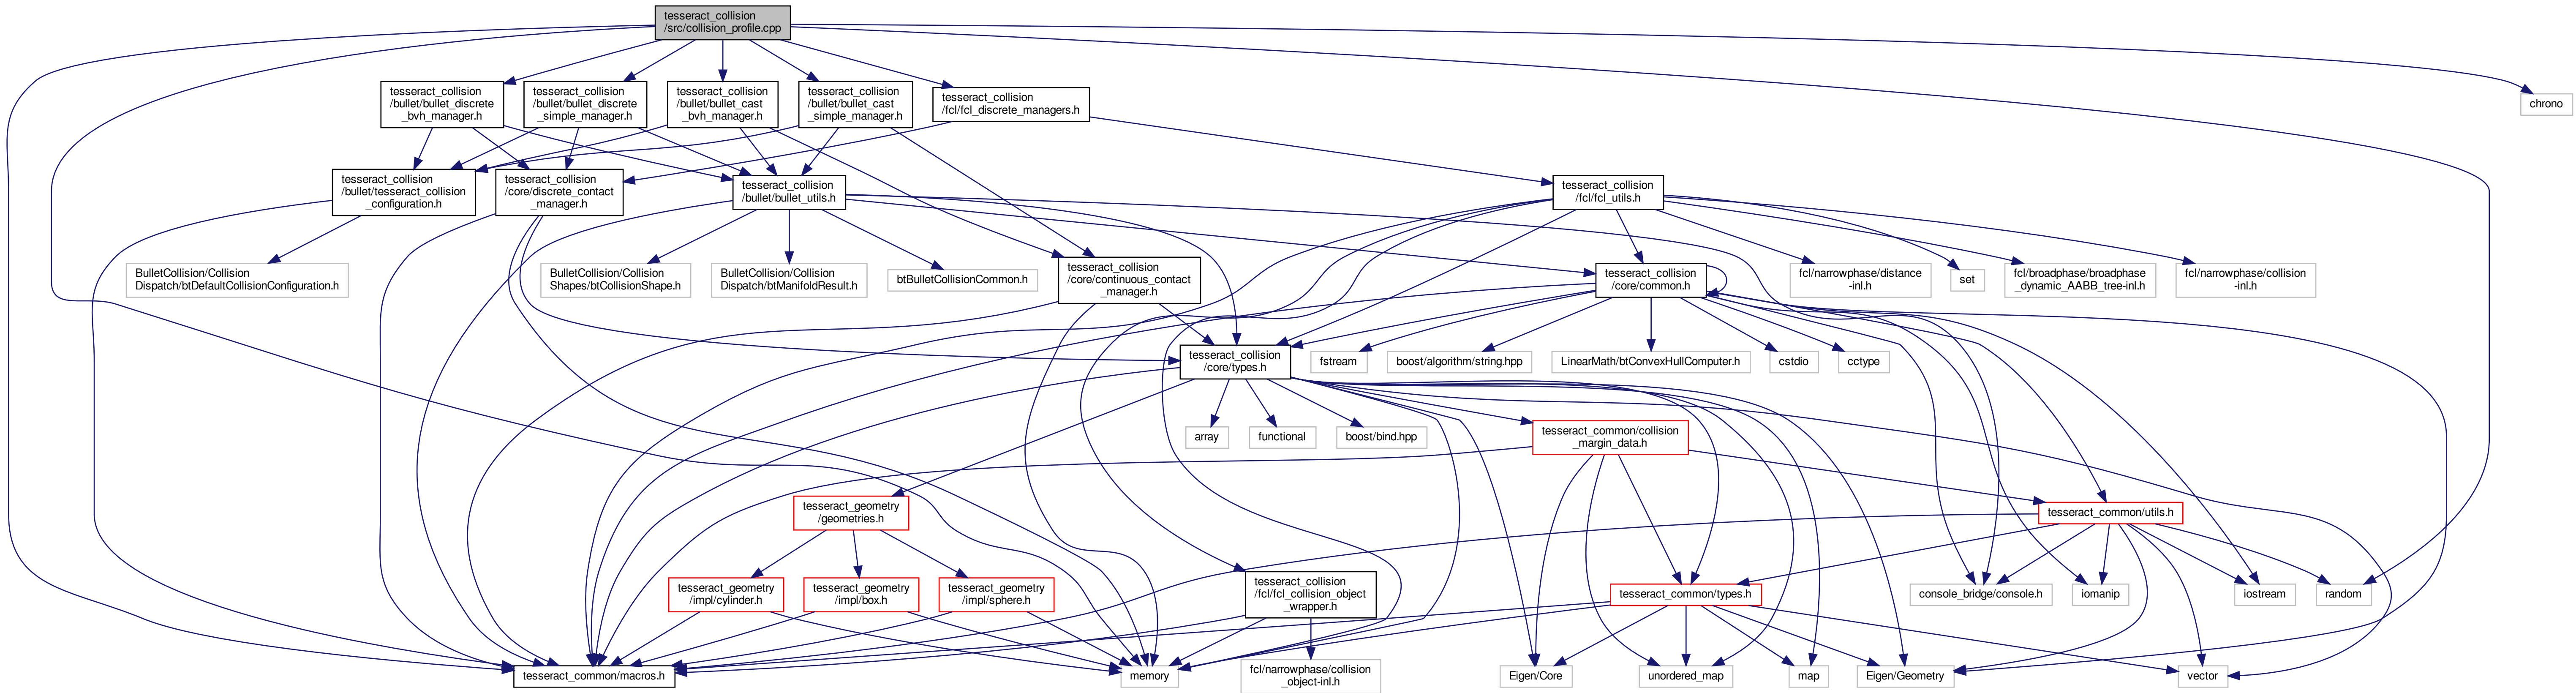 tesseract_collision
/src/collision_profile.cpp
tesseract_collision
/bullet/bullet_discrete
_bvh_manager.h
tesseract_collision
/bullet/bullet_discrete
_simple_manager.h
tesseract_collision
/bullet/bullet_cast
_bvh_manager.h
tesseract_collision
/bullet/bullet_cast
_simple_manager.h
tesseract_collision
/fcl/fcl_discrete_managers.h
chrono
tesseract_collision
/bullet/tesseract_collision
_configuration.h
tesseract_collision
/core/discrete_contact
_manager.h
tesseract_collision
/bullet/bullet_utils.h
tesseract_collision
/fcl/fcl_utils.h
BulletCollision/Collision
Dispatch/btDefaultCollisionConfiguration.h
BulletCollision/Collision
Shapes/btCollisionShape.h
BulletCollision/Collision
Dispatch/btManifoldResult.h
btBulletCollisionCommon.h
tesseract_collision
/core/continuous_contact
_manager.h
tesseract_collision
/core/common.h
fcl/narrowphase/distance
-inl.h
set
fcl/broadphase/broadphase
_dynamic_AABB_tree-inl.h
fcl/narrowphase/collision
-inl.h
tesseract_collision
/core/types.h
fstream
boost/algorithm/string.hpp
LinearMath/btConvexHullComputer.h
cstdio
cctype
array
functional
boost/bind.hpp
tesseract_common/collision
_margin_data.h
tesseract_geometry
/geometries.h
tesseract_common/utils.h
tesseract_geometry
/impl/cylinder.h
tesseract_geometry
/impl/box.h
tesseract_geometry
/impl/sphere.h
tesseract_collision
/fcl/fcl_collision_object
_wrapper.h
tesseract_common/types.h
console_bridge/console.h
iomanip
iostream
random
tesseract_common/macros.h
memory
fcl/narrowphase/collision
_object-inl.h
Eigen/Core
unordered_map
map
Eigen/Geometry
vector